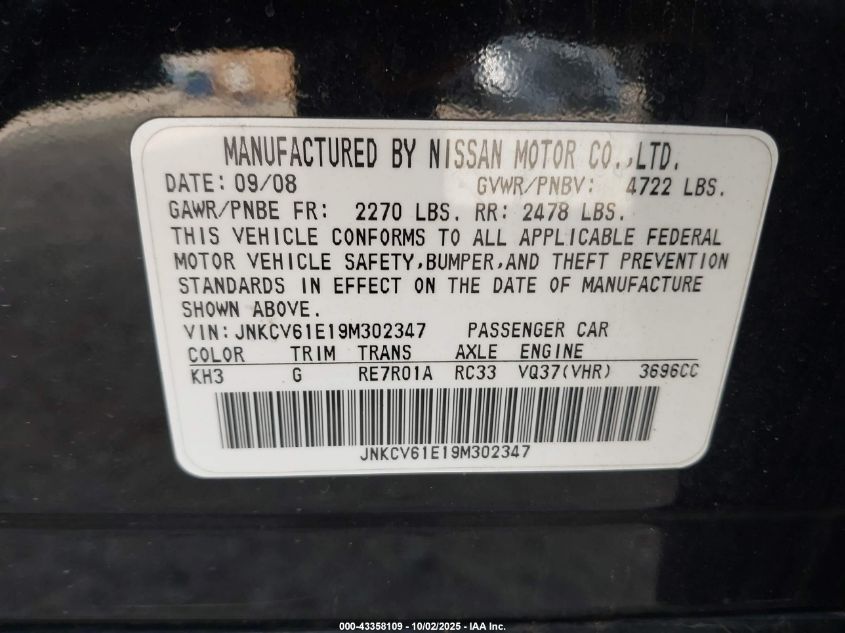 MANUFACTURED BY NISSAN MOTOR CO.,LTD.
DATE: 09/08 GVWR/PNBV: 4722 LBS.
GAWR/PNBE FR: 2270 LBS. RR: 2478 LBS.
THIS VEHICLE CONFORMS TO ALL APPLICABLE FEDERAL
MOTOR VEHICLE SAFETY,BUMPER,AND THEFT PREVENTION
STANDARDS IN EFFECT ON THE DATE OF MANUFACTURE
SHOWN ABOVE.
VIN:JNKCV61E19M302347 PASSENGER CAR
COLOR TRIM TRANS AXLE ENGINE
KH3 G RE7R01A RC33 VQ37(VHR) 3696CC
JNKCV61E19M302347
000-43358109 - 10/02/2025 - IAA Inc.